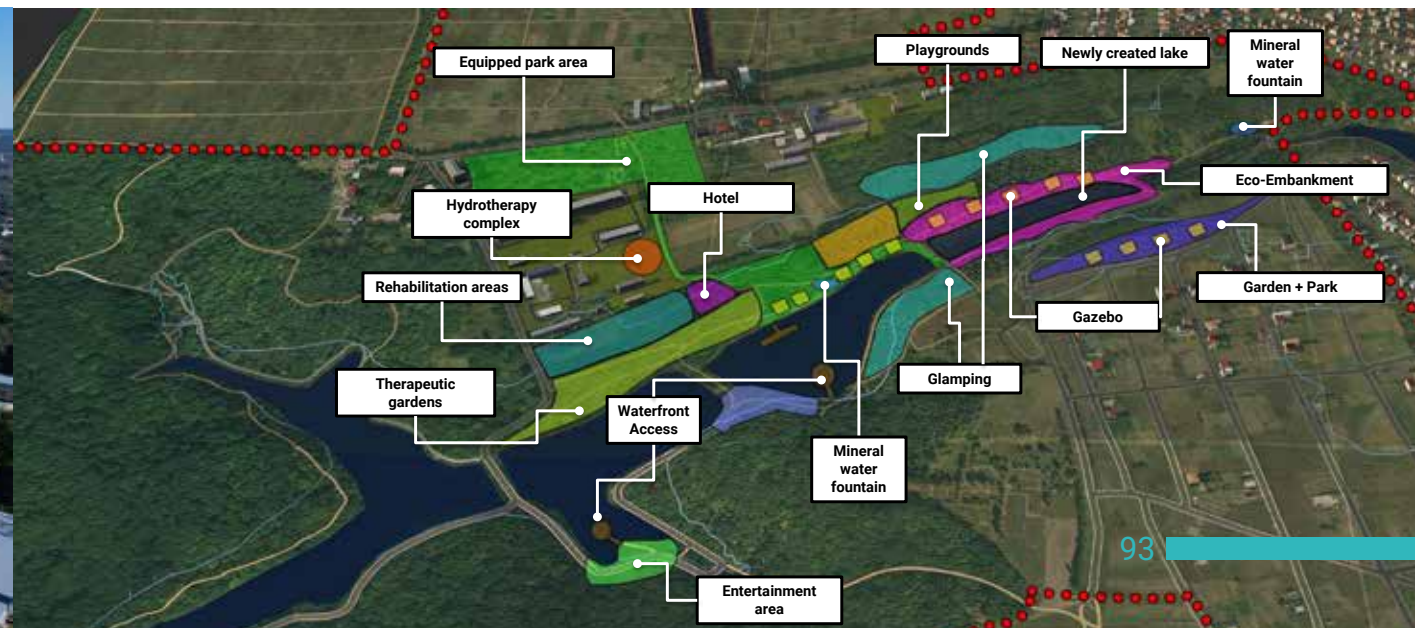 Equipped park area
Playgrounds
Newly created lake
Mineral
water
fountain
Hydrotherapy
complex
Hotel
Eco-Embankment
Rehabilitation areas
Garden + Park
Gazebo
Therapeutic
gardens
Glamping
Waterfront
Access
Mineral
water
fountain
93
Entertainment
area